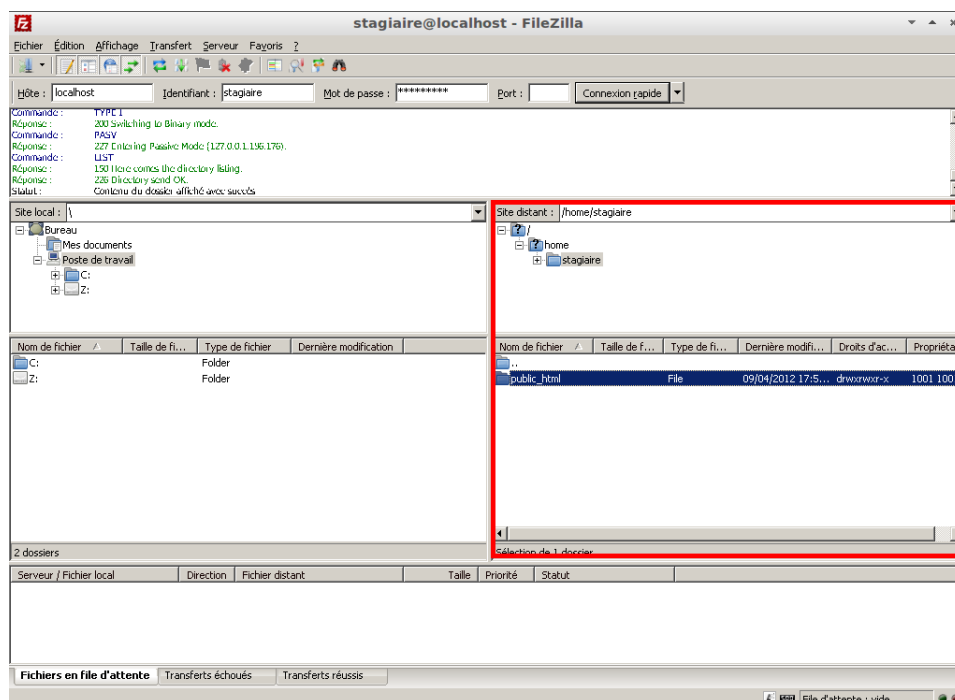 stagiaire@localhost - FileZilla
Fichier Édition Affichage Transfert Serveur Favoris ?
Hôte : localhost Identifiant : stagiaire Mot de passe : ********* Port : Connexion rapide
Commande : TYPE I
Réponse : 200 Switching to Binary mode.
Commande : PASV
Réponse : 227 Entering Passive Mode (127.0.0.1.196.176).
Commande : LIST
Réponse : 150 Here comes the directory listing.
Réponse : 226 Directory send OK.
Statut : Contenu du dossier affiché avec succès
Site local : \
Bureau
Mes documents
Poste de travail
C:
Z:
Site distant : /home/stagiaire
/
home
stagiaire
Nom de fichier Taille de fi... Type de fichier Dernière modification
C: Folder
Z: Folder
2 dossiers
Nom de fichier Taille de f... Type de fi... Dernière modifi... Droits d'ac... Propriéta
..
public_html File 09/04/2012 17:5... drwxrwxr-x 1001 100
Sélection de 1 dossier
Serveur / Fichier local Direction Fichier distant Taille Priorité Statut
Fichiers en file d'attente Transferts échoués Transferts réussis
File d'attente : vide